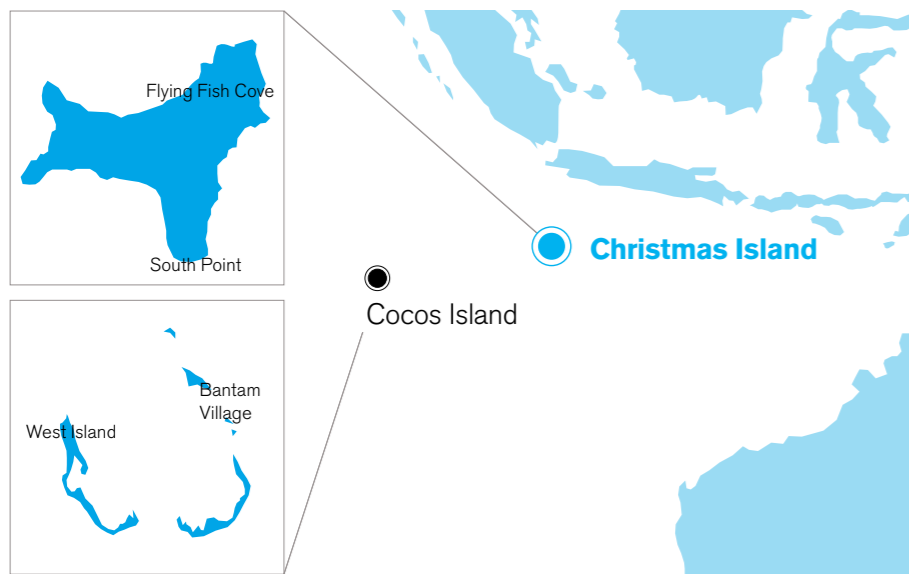 Flying Fish Cove
South Point
Christmas Island
Cocos Island
Bantam
Village
West Island